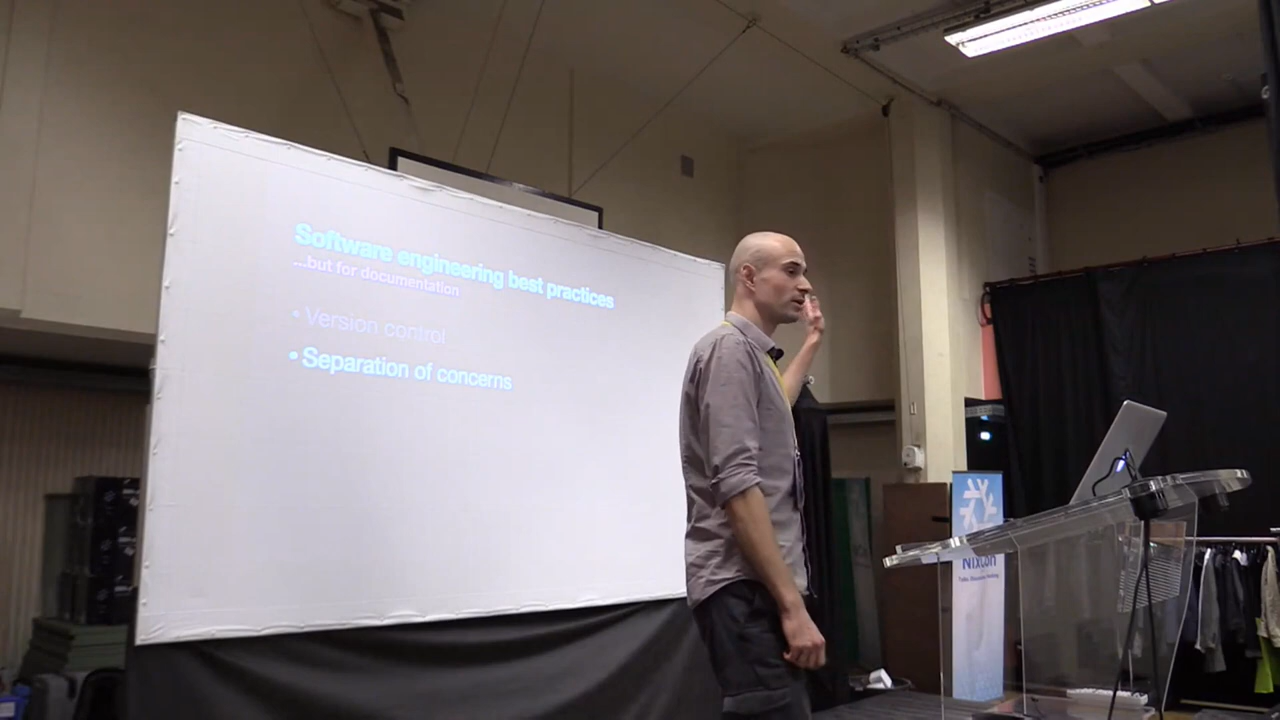 Software engineering best practices
...but for documentation
• Version control
• Separation of concerns
NixCon